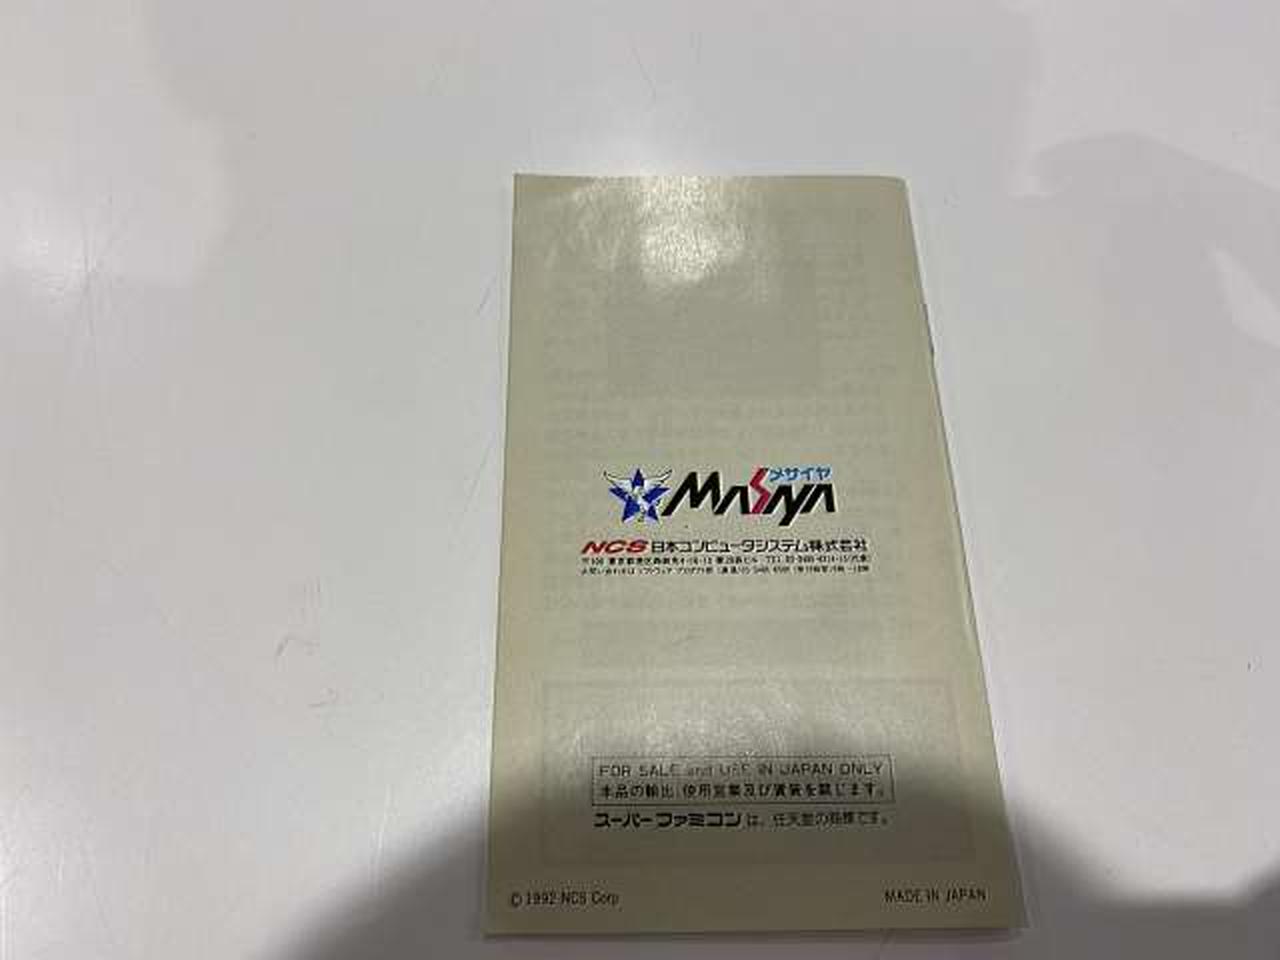 メサイヤ
MASAYA
NCS 日本コンピュータシステム株式会社
FOR SALE and USE IN JAPAN ONLY
本品の輸出、使用営業及び賃貸を禁じます。
スーパーファミコンは、任天堂の商標です。
© 1992 NCS Corp
MADE IN JAPAN